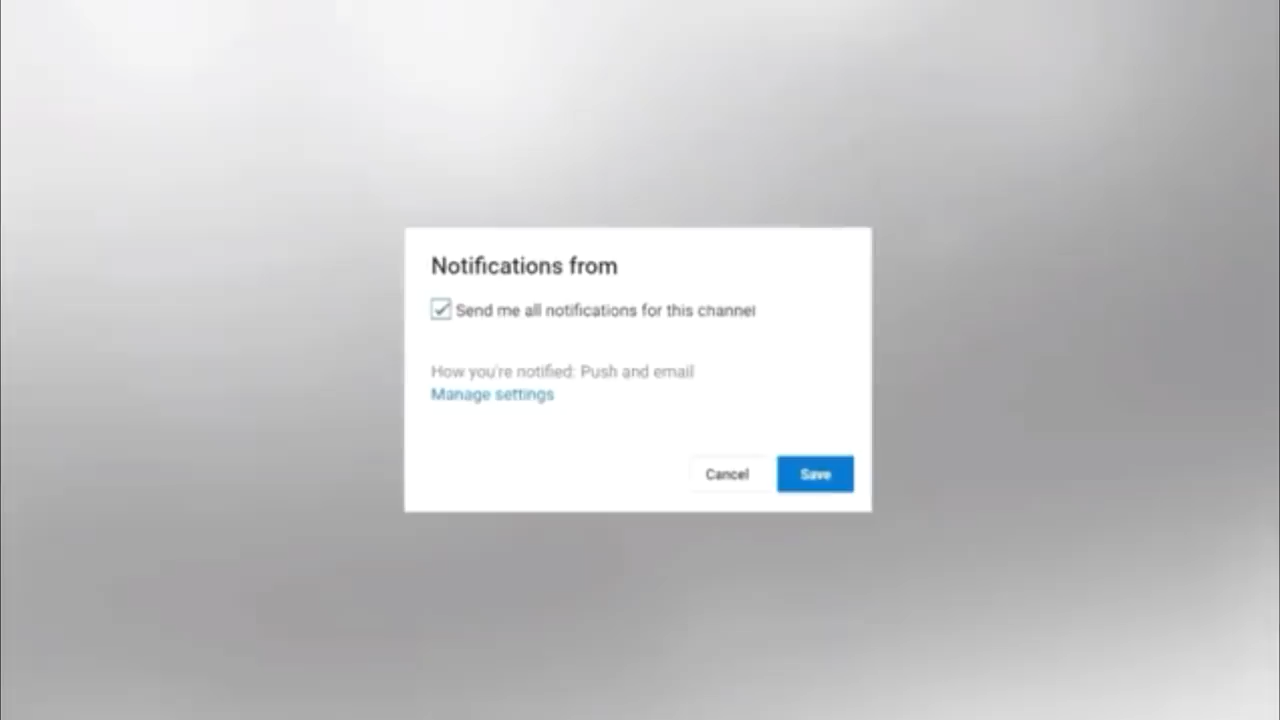 Notifications from
Send me all notifications for this channel
How you're notified: Push and email
Manage settings
Cancel
Save